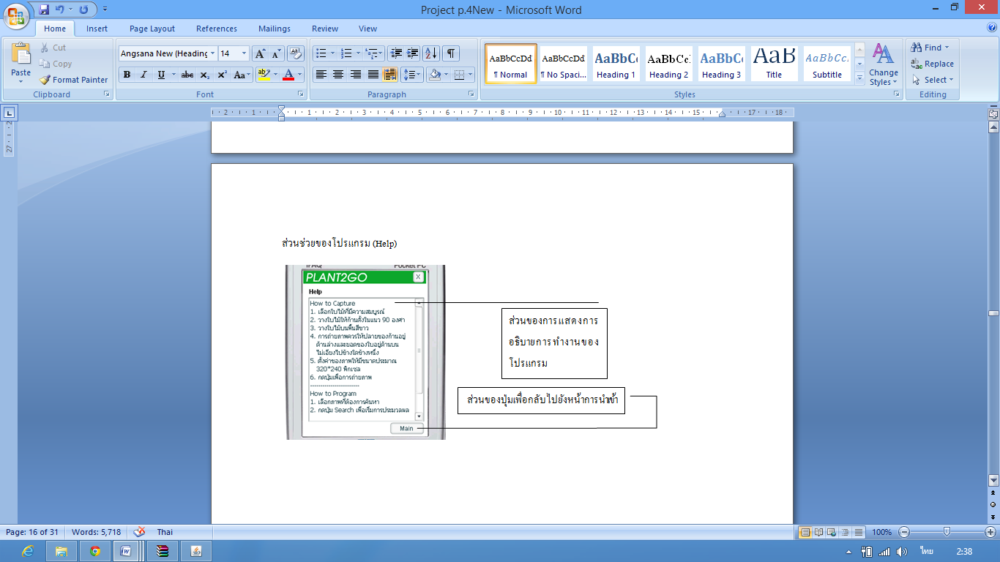 Project p.4New - Microsoft Word
Home Insert Page Layout References Mailings Review View
Paste
Cut
Copy
Format Painter
Clipboard
Angsana New (Heading 14
B I U abc X₂ X² Aa ab A
Font
Paragraph
AaBbCcDd AaBbCcDd AaBbC AaBbCc AaBbC AaB AaBbCc.
¶ Normal ¶ No Spaci... Heading 1 Heading 2 Heading 3 Title Subtitle
Styles
Change Styles
Find
Replace
Select
Editing
2 1 1 2 3 4 5 6 7 8 9 10 11 12 13 14 15 17 18
27
ส่วนช่วยของโปรแกรม (Help)
iPAQ Pocket PC
PLANT2GO X
Help
How to Capture
1. เลือกใบไม้ที่มีความสมบูรณ์
2. วางใบไม้ให้ก้านตั้งในแนว 90 องศา
3. วางใบไม้บนพื้นสีขาว
4. การถ่ายภาพควรให้ปลายของก้านอยู่
ด้านล่างและยอดของใบอยู่ด้านบน
ไม่เอียงไปข้างใดข้างหนึ่ง
5. ตั้งค่าของภาพให้มีขนาดประมาณ
320*240 พิกเซล
6. กดปุ่มเพื่อการถ่ายภาพ
------------------------
How to Program
1. เลือกภาพที่ต้องการค้นหา
2. กดปุ่ม Search เพื่อเริ่มการประมวลผล
Main
ส่วนของการแสดงการ
อธิบายการทำงานของ
โปรแกรม
ส่วนของปุ่มเพื่อกลับไปยังหน้าการนำเข้า
Page: 16 of 31 Words: 5,718 Thai 100%
ไทย 2:38